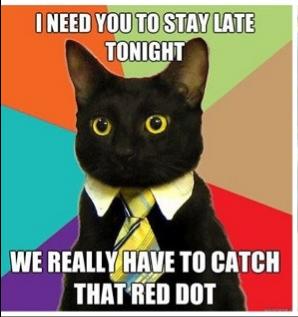 I NEED YOU TO STAY LATE
TONIGHT
WE REALLY HAVE TO CATCH
THAT RED DOT